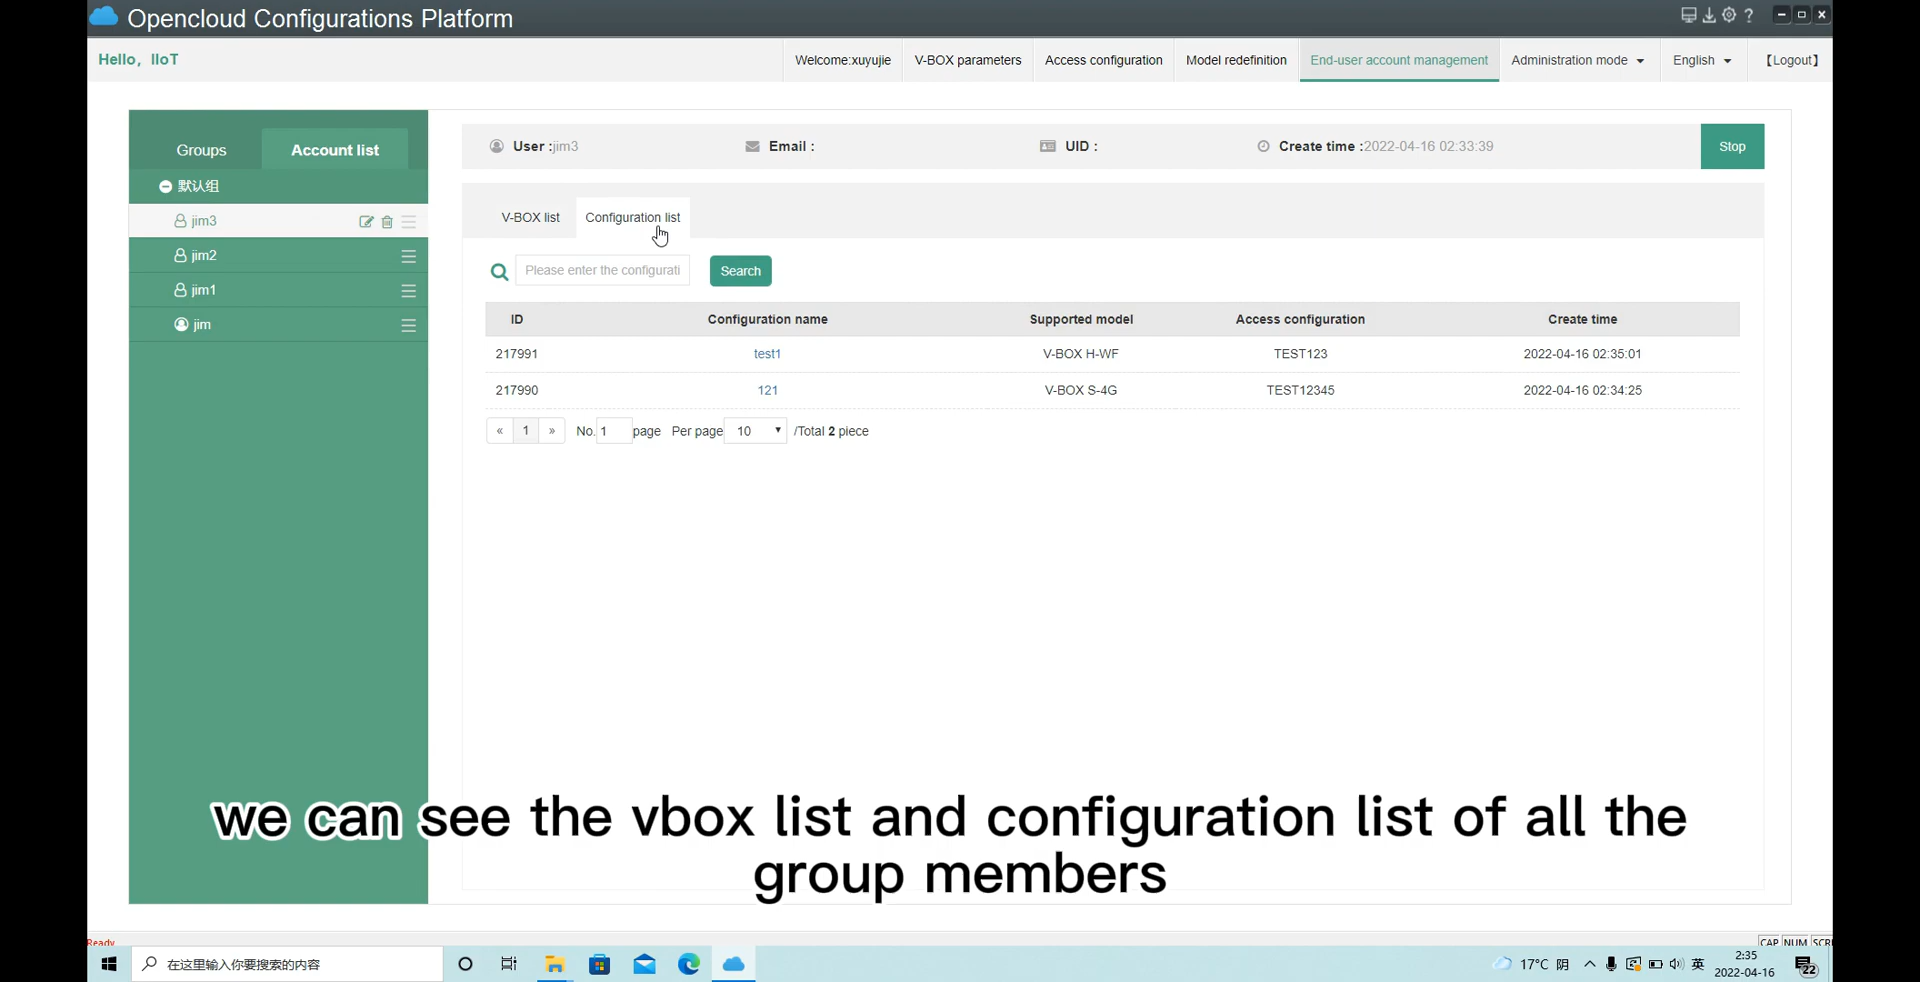 Opencloud Configurations Platform
Hello, IIoT
Welcome:xuyujie
V-BOX parameters
Access configuration
Model redefinition
End-user account management
Administration mode
English
【Logout】
Groups
Account list
默认组
jim3
jim2
jim1
jim
User :jim3
Email :
UID :
Create time :2022-04-16 02:33:39
Stop
V-BOX list
Configuration list
Please enter the configurati
Search
ID Configuration name Supported model Access configuration Create time
217991 test1 V-BOX H-WF TEST123 2022-04-16 02:35:01
217990 121 V-BOX S-4G TEST12345 2022-04-16 02:34:25
« 1 » No. 1 page Per page 10 /Total 2 piece
we can see the vbox list and configuration list of all the
group members
Ready
CAP NUM SCRL
在这里输入你要搜索的内容
17°C 阴
英
2:35
2022-04-16
22